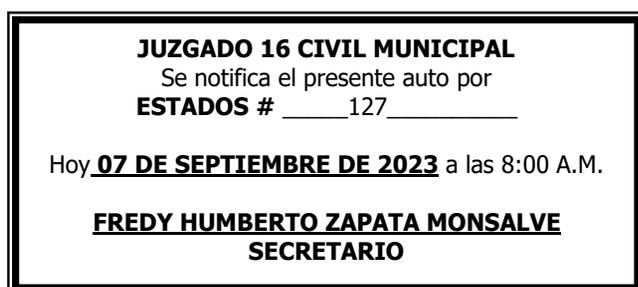 JUZGADO 16 CIVIL MUNICIPAL
Se notifica el presente auto por
ESTADOS # _____127__________
Hoy 07 DE SEPTIEMBRE DE 2023 a las 8:00 A.M.
FREDY HUMBERTO ZAPATA MONSALVE
SECRETARIO